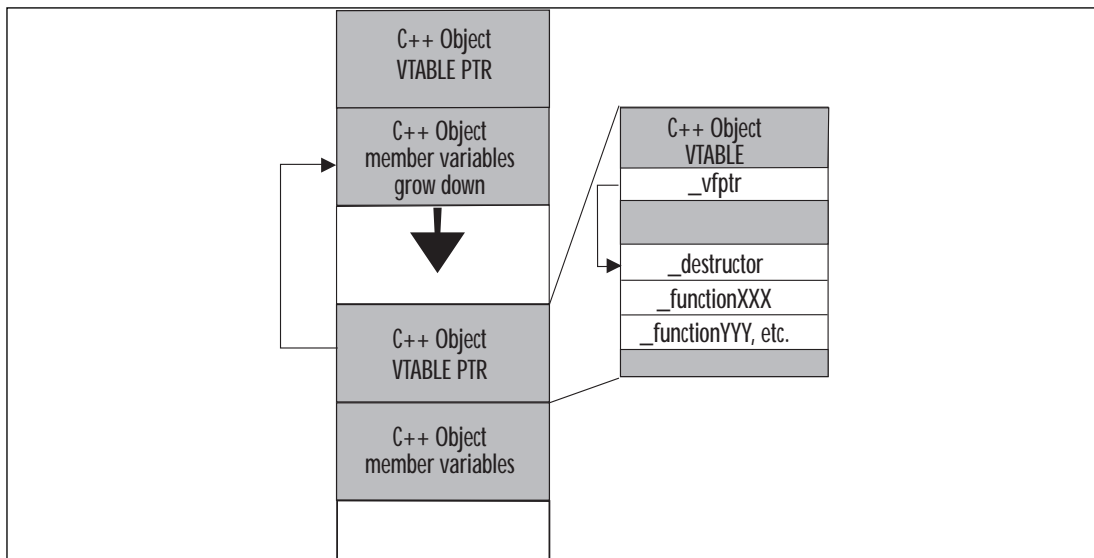 C++ Object
VTABLE PTR
C++ Object
member variables
grow down
C++ Object
VTABLE PTR
C++ Object
member variables
C++ Object
VTABLE
_vfptr
_destructor
_functionXXX
_functionYYY, etc.